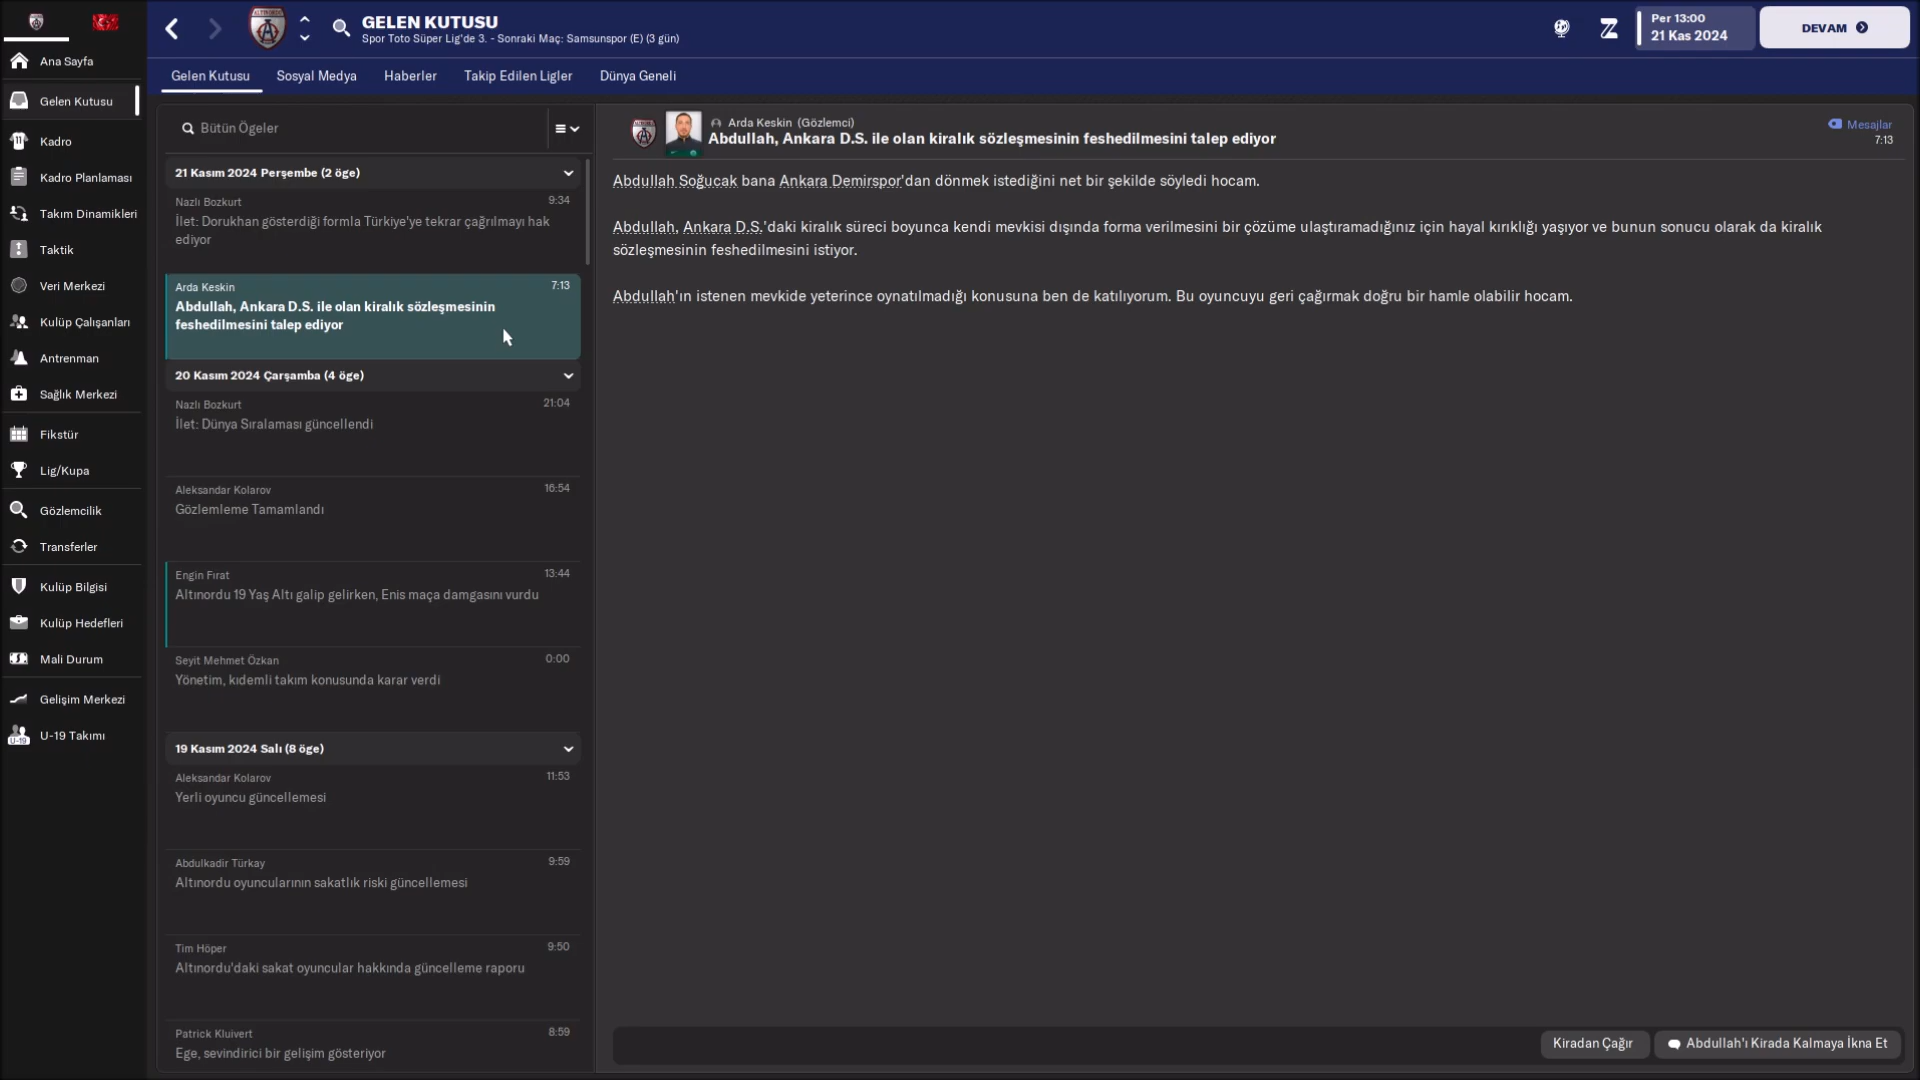 GELEN KUTUSU
Spor Toto Süper Lig'de 3. - Sonraki Maç: Samsunspor (E) (3 gün)
Per 13:00
21 Kas 2024
DEVAM
Ana Sayfa
Gelen Kutusu
Kadro
Kadro Planlaması
Takım Dinamikleri
Taktik
Veri Merkezi
Kulüp Çalışanları
Antrenman
Sağlık Merkezi
Fikstür
Lig/Kupa
Gözlemcilik
Transferler
Kulüp Bilgisi
Kulüp Hedefleri
Mali Durum
Gelişim Merkezi
U-19 Takımı
Gelen Kutusu
Sosyal Medya
Haberler
Takip Edilen Ligler
Dünya Geneli
Bütün Ögeler
21 Kasım 2024 Perşembe (2 öge)
Nazlı Bozkurt 9:34
İlet: Dorukhan gösterdiği formla Türkiye'ye tekrar çağrılmayı hak
ediyor
Arda Keskin 7:13
Abdullah, Ankara D.S. ile olan kiralık sözleşmesinin
feshedilmesini talep ediyor
20 Kasım 2024 Çarşamba (4 öge)
Nazlı Bozkurt 21:04
İlet: Dünya Sıralaması güncellendi
Aleksandar Kolarov 16:54
Gözlemleme Tamamlandı
Engin Fırat 13:44
Altınordu 19 Yaş Altı galip gelirken, Enis maça damgasını vurdu
Seyit Mehmet Özkan 0:00
Yönetim, kıdemli takım konusunda karar verdi
19 Kasım 2024 Salı (8 öge)
Aleksandar Kolarov 11:53
Yerli oyuncu güncellemesi
Abdulkadir Türkay 9:59
Altınordu oyuncularının sakatlık riski güncellemesi
Tim Höper 9:50
Altınordu'daki sakat oyuncular hakkında güncelleme raporu
Patrick Kluivert 8:59
Ege, sevindirici bir gelişim gösteriyor
Arda Keskin (Gözlemci)
Abdullah, Ankara D.S. ile olan kiralık sözleşmesinin feshedilmesini talep ediyor
Mesajlar
7:13
Abdullah Soğucak bana Ankara Demirspor'dan dönmek istediğini net bir şekilde söyledi hocam.
Abdullah, Ankara D.S.'daki kiralık süreci boyunca kendi mevkisi dışında forma verilmesini bir çözüme ulaştıramadığınız için hayal kırıklığı yaşıyor ve bunun sonucu olarak da kiralık
sözleşmesinin feshedilmesini istiyor.
Abdullah'ın istenen mevkide yeterince oynatılmadığı konusuna ben de katılıyorum. Bu oyuncuyu geri çağırmak doğru bir hamle olabilir hocam.
Kiradan Çağır
Abdullah'ı Kirada Kalmaya İkna Et